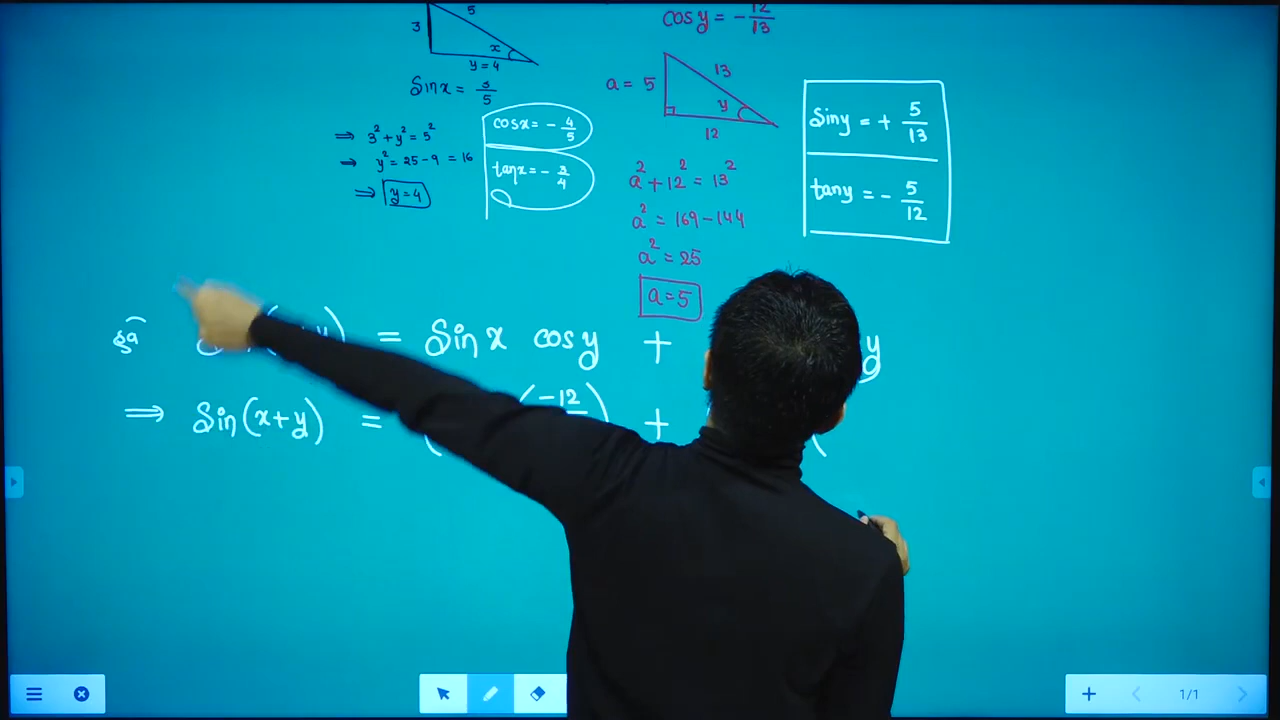 cos y = - 12/13
5
3
x
y = 4
Sin x = 3/5
⇒ 3² + y² = 5²
⇒ y² = 25 - 9 = 16
⇒ y = 4
cos x = - 4/5
tan x = - 3/4
a = 5
13
y
12
a² + 12² = 13²
a² = 169 - 144
a² = 25
a = 5
Sin y = + 5/13
tan y = - 5/12
= Sin x cos y + y
⇒ Sin(x+y) = ( (-12 ) + (
1/1